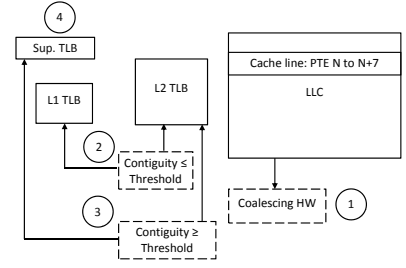 4
Sup. TLB
Cache line: PTE N to N+7
L1 TLB
L2 TLB
LLC
2
Contiguity ≤
Threshold
Coalescing HW
1
3
Contiguity ≥
Threshold